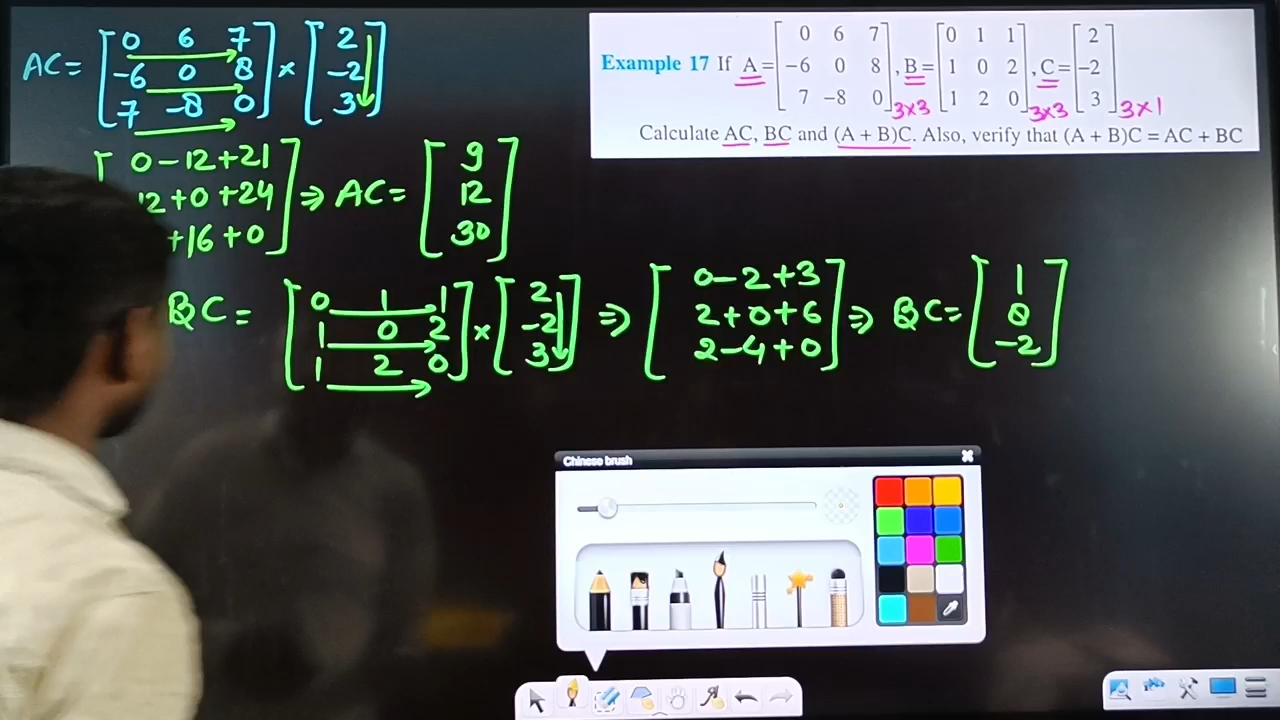 AC = [0 6 7 -6 0 8 7 -8 0] × [2 -2 3]
[0-12+21 12+0+24 +16+0] ⇒ AC = [9 12 30]
BC = [0 1 1 1 0 2 1 2 0] × [2 -2 3] ⇒ [0-2+3 2+0+6 2-4+0] ⇒ BC = [1 8 -2]
Example 17 If A = [0 6 7 -6 0 8 7 -8 0] 3×3 , B = [0 1 1 1 0 2 1 2 0] 3×3 , C = [2 -2 3] 3×1
Calculate AC, BC and (A + B)C. Also, verify that (A + B)C = AC + BC
Chinese brush